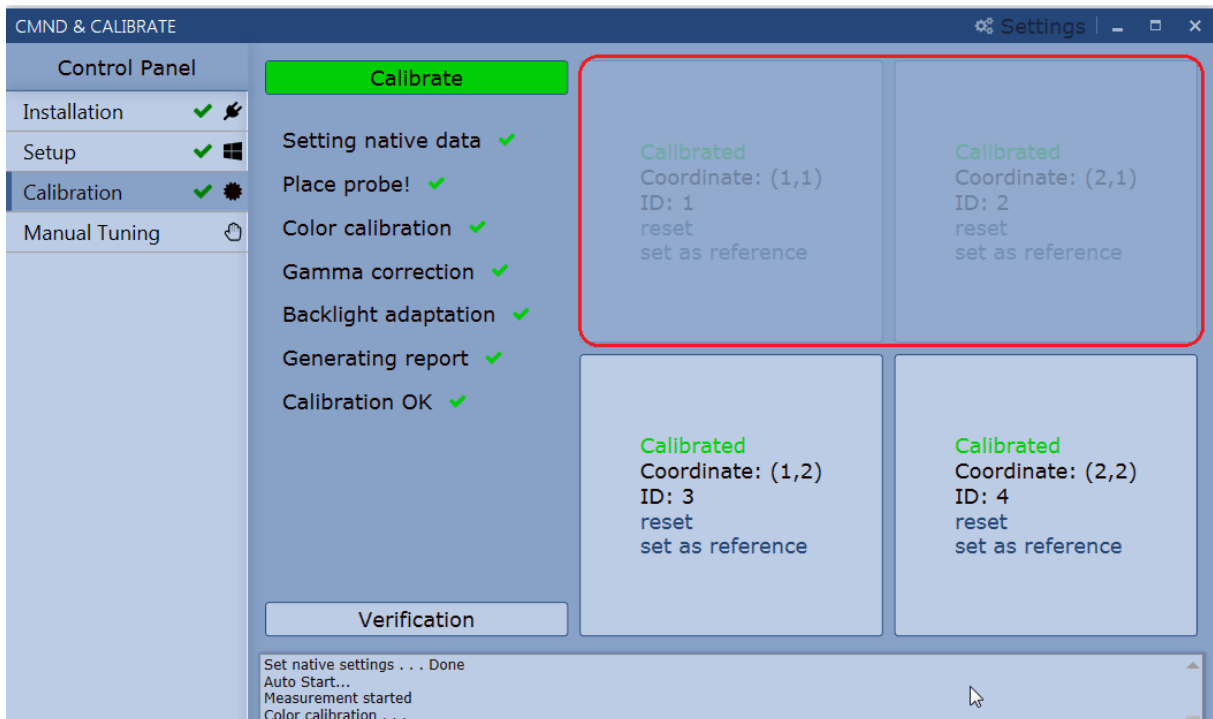 CMND & CALIBRATE
Settings
Control Panel
Installation
Setup
Calibration
Manual Tuning
Calibrate
Setting native data
Place probe!
Color calibration
Gamma correction
Backlight adaptation
Generating report
Calibration OK
Verification
Calibrated
Coordinate: (1,1)
ID: 1
reset
set as reference
Calibrated
Coordinate: (2,1)
ID: 2
reset
set as reference
Calibrated
Coordinate: (1,2)
ID: 3
reset
set as reference
Calibrated
Coordinate: (2,2)
ID: 4
reset
set as reference
Set native settings . . . Done
Auto Start...
Measurement started
Color calibration . . .